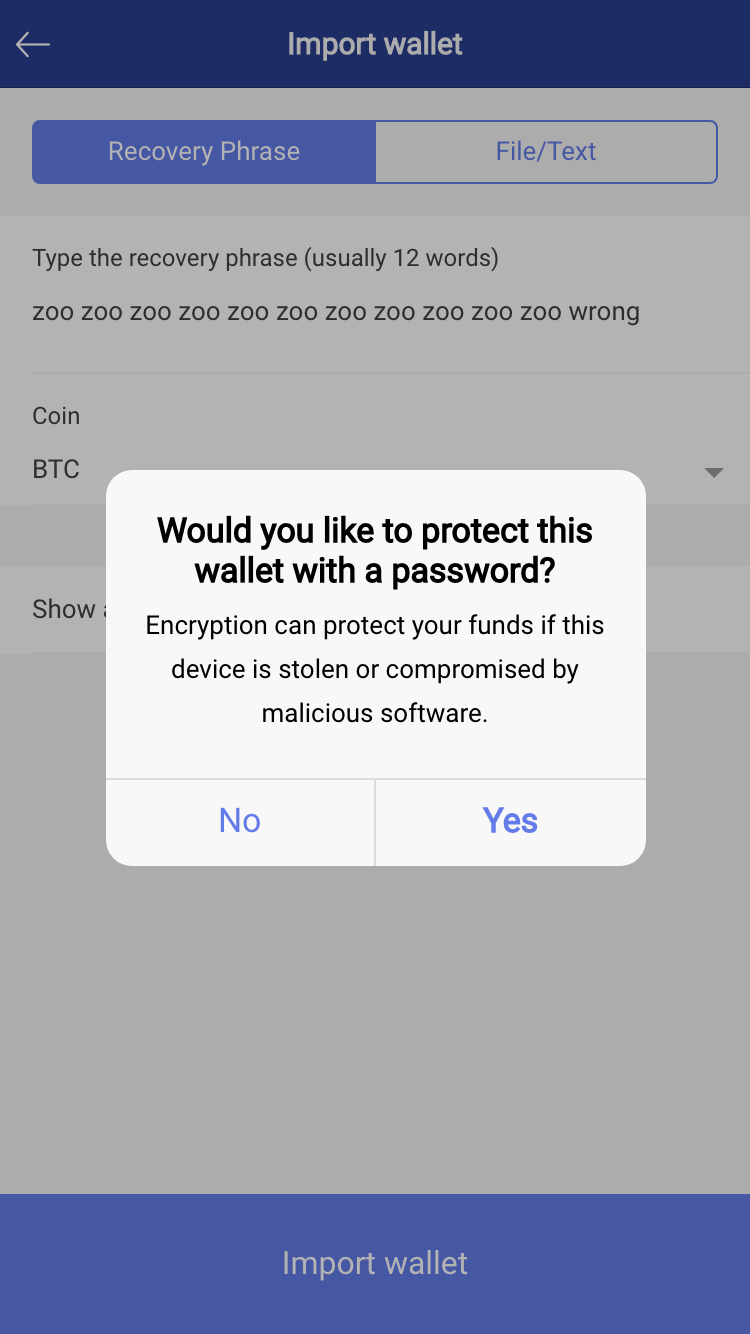 Import wallet
Recovery Phrase
File/Text
Type the recovery phrase (usually 12 words)
zoo zoo zoo zoo zoo zoo zoo zoo zoo zoo zoo wrong
Coin
BTC
Would you like to protect this
wallet with a password?
Encryption can protect your funds if this
device is stolen or compromised by
malicious software.
No
Yes
Show
Import wallet